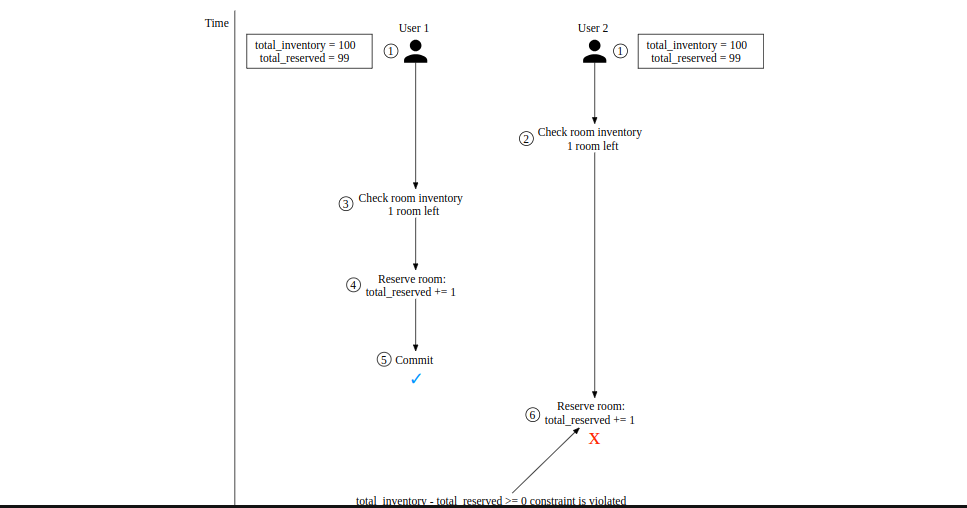 Time
User 1
User 2
total_inventory = 100
total_reserved = 99
1
1
total_inventory = 100
total_reserved = 99
2
Check room inventory
1 room left
3
Check room inventory
1 room left
4
Reserve room:
total_reserved += 1
5 Commit
✓
6
Reserve room:
total_reserved += 1
X
total_inventory - total_reserved >= 0 constraint is violated